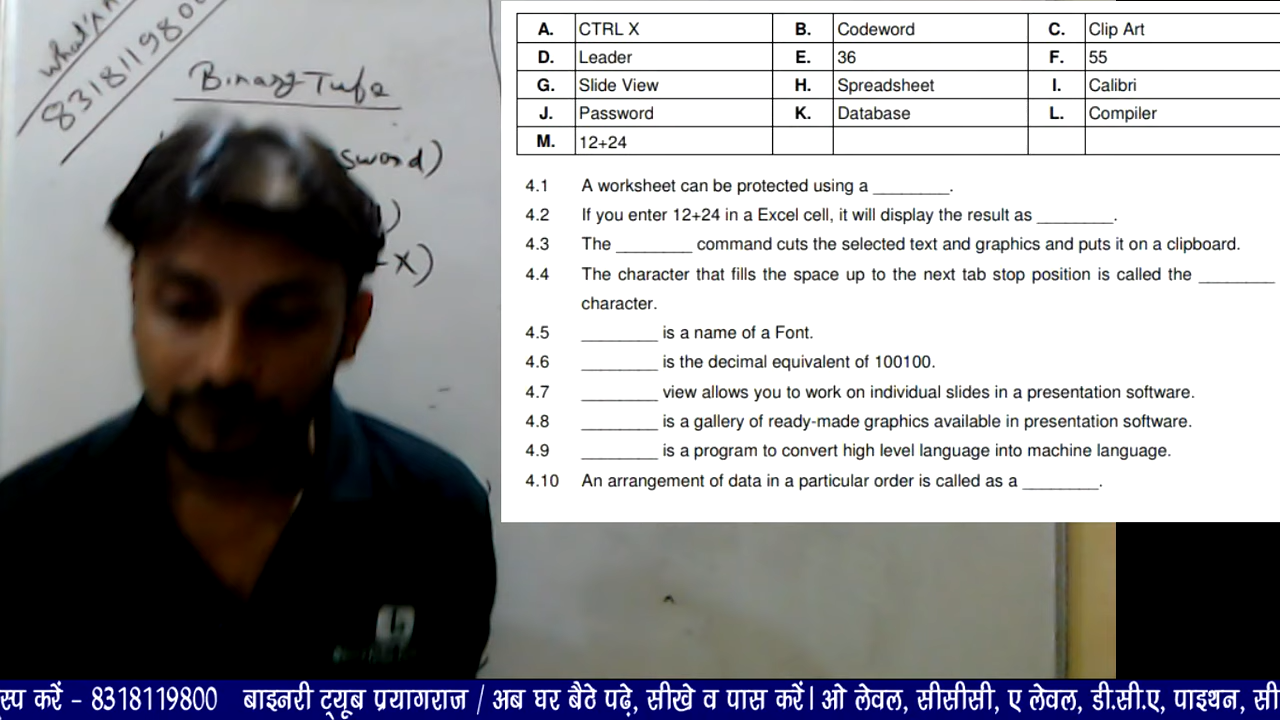 what'sA
8318119800
Binary Tube
sword)
X)
A. CTRL X B. Codeword C. Clip Art
D. Leader E. 36 F. 55
G. Slide View H. Spreadsheet I. Calibri
J. Password K. Database L. Compiler
M. 12+24
4.1 A worksheet can be protected using a ________.
4.2 If you enter 12+24 in a Excel cell, it will display the result as ________.
4.3 The ________ command cuts the selected text and graphics and puts it on a clipboard.
4.4 The character that fills the space up to the next tab stop position is called the ________
character.
4.5 ________ is a name of a Font.
4.6 ________ is the decimal equivalent of 100100.
4.7 ________ view allows you to work on individual slides in a presentation software.
4.8 ________ is a gallery of ready-made graphics available in presentation software.
4.9 ________ is a program to convert high level language into machine language.
4.10 An arrangement of data in a particular order is called as a ________.
स्प करें - 8318119800 बाइनरी ट्यूब प्रयागराज / अब घर बैठे पढ़े, सीखे व पास करें। ओ लेवल, सीसीसी, ए लेवल, डी.सी.ए, पाइथन, सी